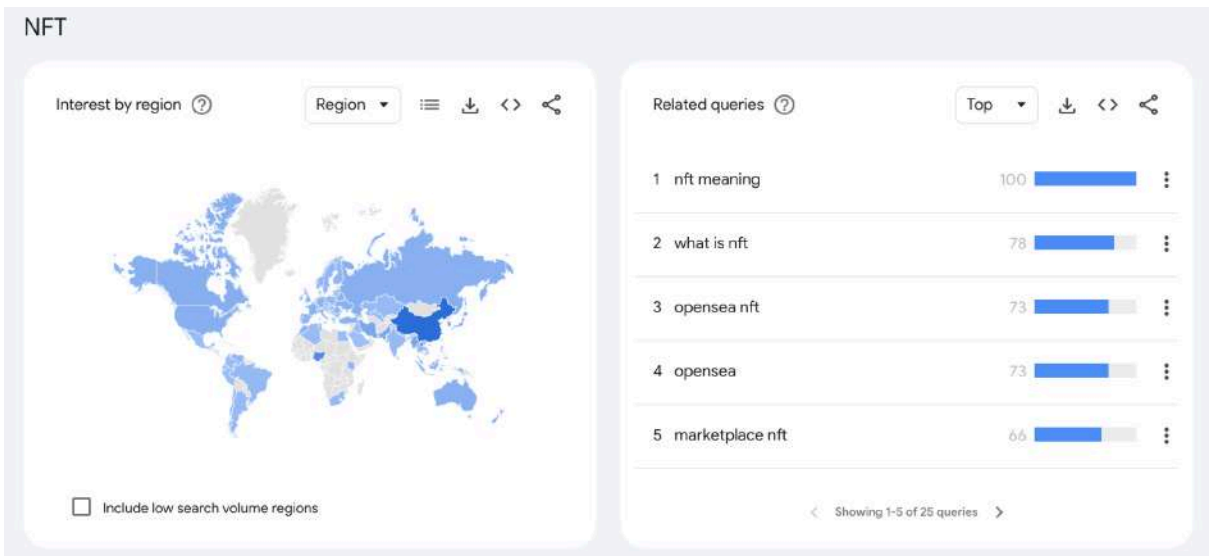 NFT
Interest by region
Region
Include low search volume regions
Related queries
Top
1 nft meaning 100
2 what is nft 78
3 opensea nft 73
4 opensea 73
5 marketplace nft 66
Showing 1-5 of 25 queries